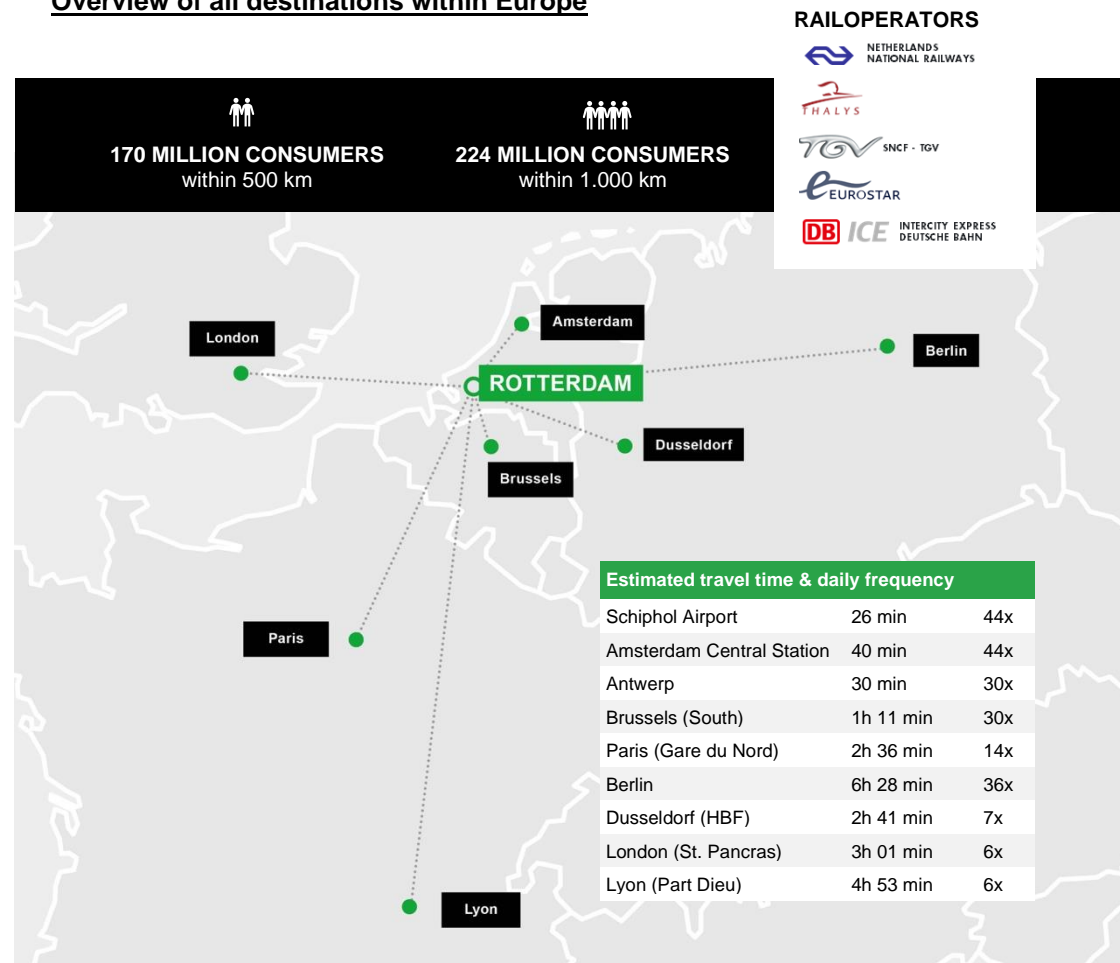 Overview of all destinations within Europe
RAILOPERATORS
NETHERLANDS
NATIONAL RAILWAYS
THALYS
TGV SNCF - TGV
EUROSTAR
DB ICE INTERCITY EXPRESS
DEUTSCHE BAHN
170 MILLION CONSUMERS
within 500 km
224 MILLION CONSUMERS
within 1.000 km
London
Amsterdam
Berlin
ROTTERDAM
Dusseldorf
Brussels
Paris
Lyon
Estimated travel time & daily frequency
Schiphol Airport 26 min 44x
Amsterdam Central Station 40 min 44x
Antwerp 30 min 30x
Brussels (South) 1h 11 min 30x
Paris (Gare du Nord) 2h 36 min 14x
Berlin 6h 28 min 36x
Dusseldorf (HBF) 2h 41 min 7x
London (St. Pancras) 3h 01 min 6x
Lyon (Part Dieu) 4h 53 min 6x